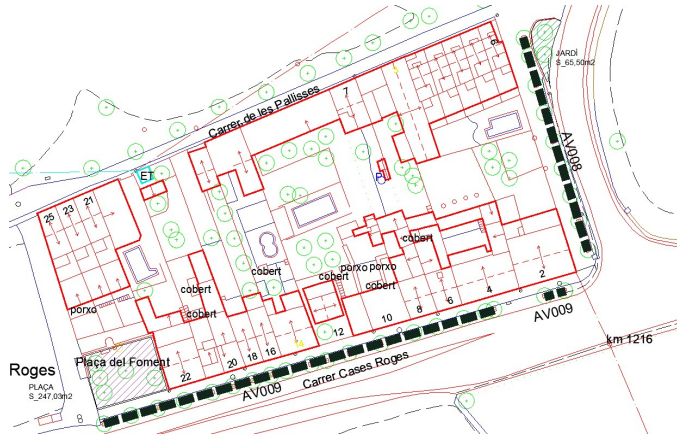 9
JARDÍ
S_65,50m2
7
Carrer de les Pallisses
AV008
ET
P
25
23
21
cobert
porxo
porxo
cobert
cobert
cobert
cobert
cobert
porxo
2
4
6
8
10
12
14
16
18
20
22
AV009
km 1216
Plaça del Foment
Roges
PLAÇA
S_247,03m2
AV009
Carrer Cases Roges